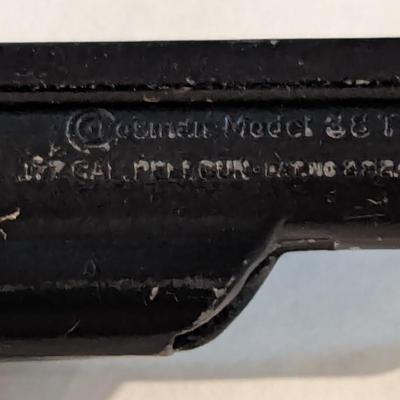 Crosman Model 38 T
.177 CAL. PELLGUN PAT. NO